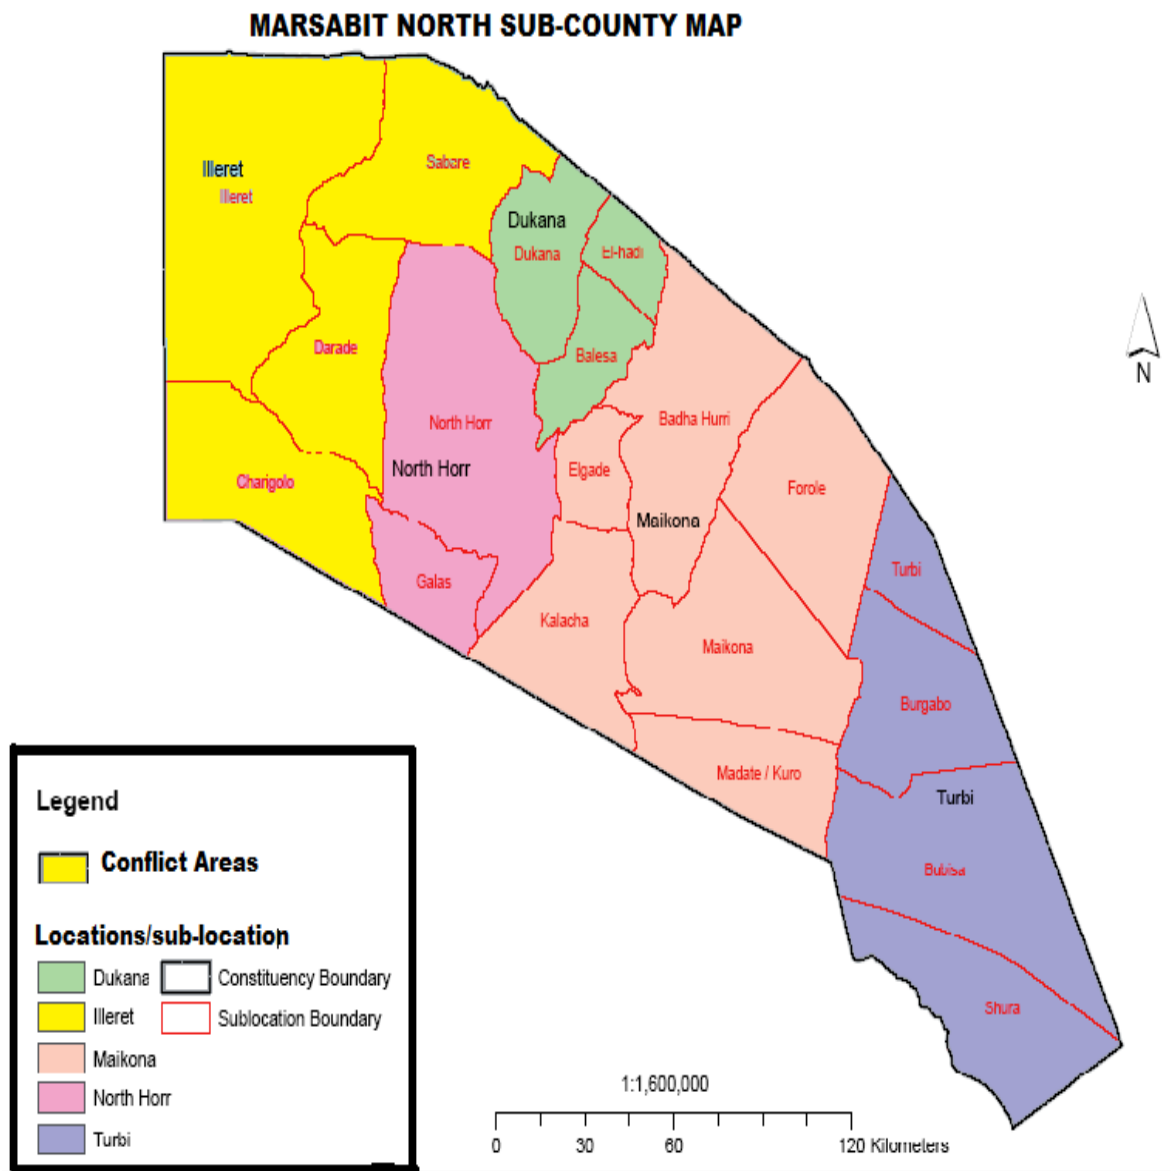 MARSABIT NORTH SUB-COUNTY MAP
Illeret
Illeret
Sabare
Dukana
Dukana
El-hadi
Darade
Balesa
North Horr
Badha Hurri
North Horr
Elgade
Charigolo
Forole
Maikona
Galas
Turbi
Kalacha
Maikona
Burgabo
Madate / Kuro
Turbi
Bubisa
Shura
N
Legend
Conflict Areas
Locations/sub-location
Dukana
Constituency Boundary
Illeret
Sublocation Boundary
Maikona
North Horr
Turbi
1:1,600,000
0 30 60 120 Kilometers